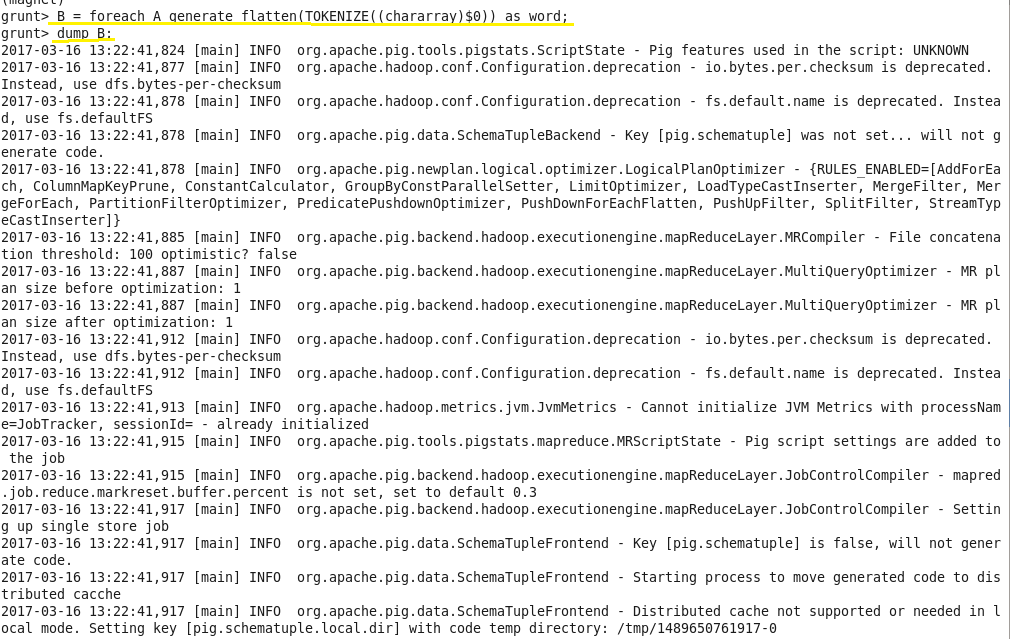 (magnet)
grunt> B = foreach A generate flatten(TOKENIZE((chararray)$0)) as word;
grunt> dump B;
2017-03-16 13:22:41,824 [main] INFO  org.apache.pig.tools.pigstats.ScriptState - Pig features used in the script: UNKNOWN
2017-03-16 13:22:41,877 [main] INFO  org.apache.hadoop.conf.Configuration.deprecation - io.bytes.per.checksum is deprecated.
Instead, use dfs.bytes-per-checksum
2017-03-16 13:22:41,878 [main] INFO  org.apache.hadoop.conf.Configuration.deprecation - fs.default.name is deprecated. Instea
d, use fs.defaultFS
2017-03-16 13:22:41,878 [main] INFO  org.apache.pig.data.SchemaTupleBackend - Key [pig.schematuple] was not set... will not g
enerate code.
2017-03-16 13:22:41,878 [main] INFO  org.apache.pig.newplan.logical.optimizer.LogicalPlanOptimizer - {RULES_ENABLED=[AddForEa
ch, ColumnMapKeyPrune, ConstantCalculator, GroupByConstParallelSetter, LimitOptimizer, LoadTypeCastInserter, MergeFilter, Mer
geForEach, PartitionFilterOptimizer, PredicatePushdownOptimizer, PushDownForEachFlatten, PushUpFilter, SplitFilter, StreamTyp
eCastInserter]}
2017-03-16 13:22:41,885 [main] INFO  org.apache.pig.backend.hadoop.executionengine.mapReduceLayer.MRCompiler - File concatena
tion threshold: 100 optimistic? false
2017-03-16 13:22:41,887 [main] INFO  org.apache.pig.backend.hadoop.executionengine.mapReduceLayer.MultiQueryOptimizer - MR pl
an size before optimization: 1
2017-03-16 13:22:41,887 [main] INFO  org.apache.pig.backend.hadoop.executionengine.mapReduceLayer.MultiQueryOptimizer - MR pl
an size after optimization: 1
2017-03-16 13:22:41,912 [main] INFO  org.apache.hadoop.conf.Configuration.deprecation - io.bytes.per.checksum is deprecated.
Instead, use dfs.bytes-per-checksum
2017-03-16 13:22:41,912 [main] INFO  org.apache.hadoop.conf.Configuration.deprecation - fs.default.name is deprecated. Instea
d, use fs.defaultFS
2017-03-16 13:22:41,913 [main] INFO  org.apache.hadoop.metrics.jvm.JvmMetrics - Cannot initialize JVM Metrics with processNam
e=JobTracker, sessionId= - already initialized
2017-03-16 13:22:41,915 [main] INFO  org.apache.pig.tools.pigstats.mapreduce.MRScriptState - Pig script settings are added to
 the job
2017-03-16 13:22:41,915 [main] INFO  org.apache.pig.backend.hadoop.executionengine.mapReduceLayer.JobControlCompiler - mapred
.job.reduce.markreset.buffer.percent is not set, set to default 0.3
2017-03-16 13:22:41,917 [main] INFO  org.apache.pig.backend.hadoop.executionengine.mapReduceLayer.JobControlCompiler - Settin
g up single store job
2017-03-16 13:22:41,917 [main] INFO  org.apache.pig.data.SchemaTupleFrontend - Key [pig.schematuple] is false, will not gener
ate code.
2017-03-16 13:22:41,917 [main] INFO  org.apache.pig.data.SchemaTupleFrontend - Starting process to move generated code to dis
tributed cacche
2017-03-16 13:22:41,917 [main] INFO  org.apache.pig.data.SchemaTupleFrontend - Distributed cache not supported or needed in l
ocal mode. Setting key [pig.schematuple.local.dir] with code temp directory: /tmp/1489650761917-0